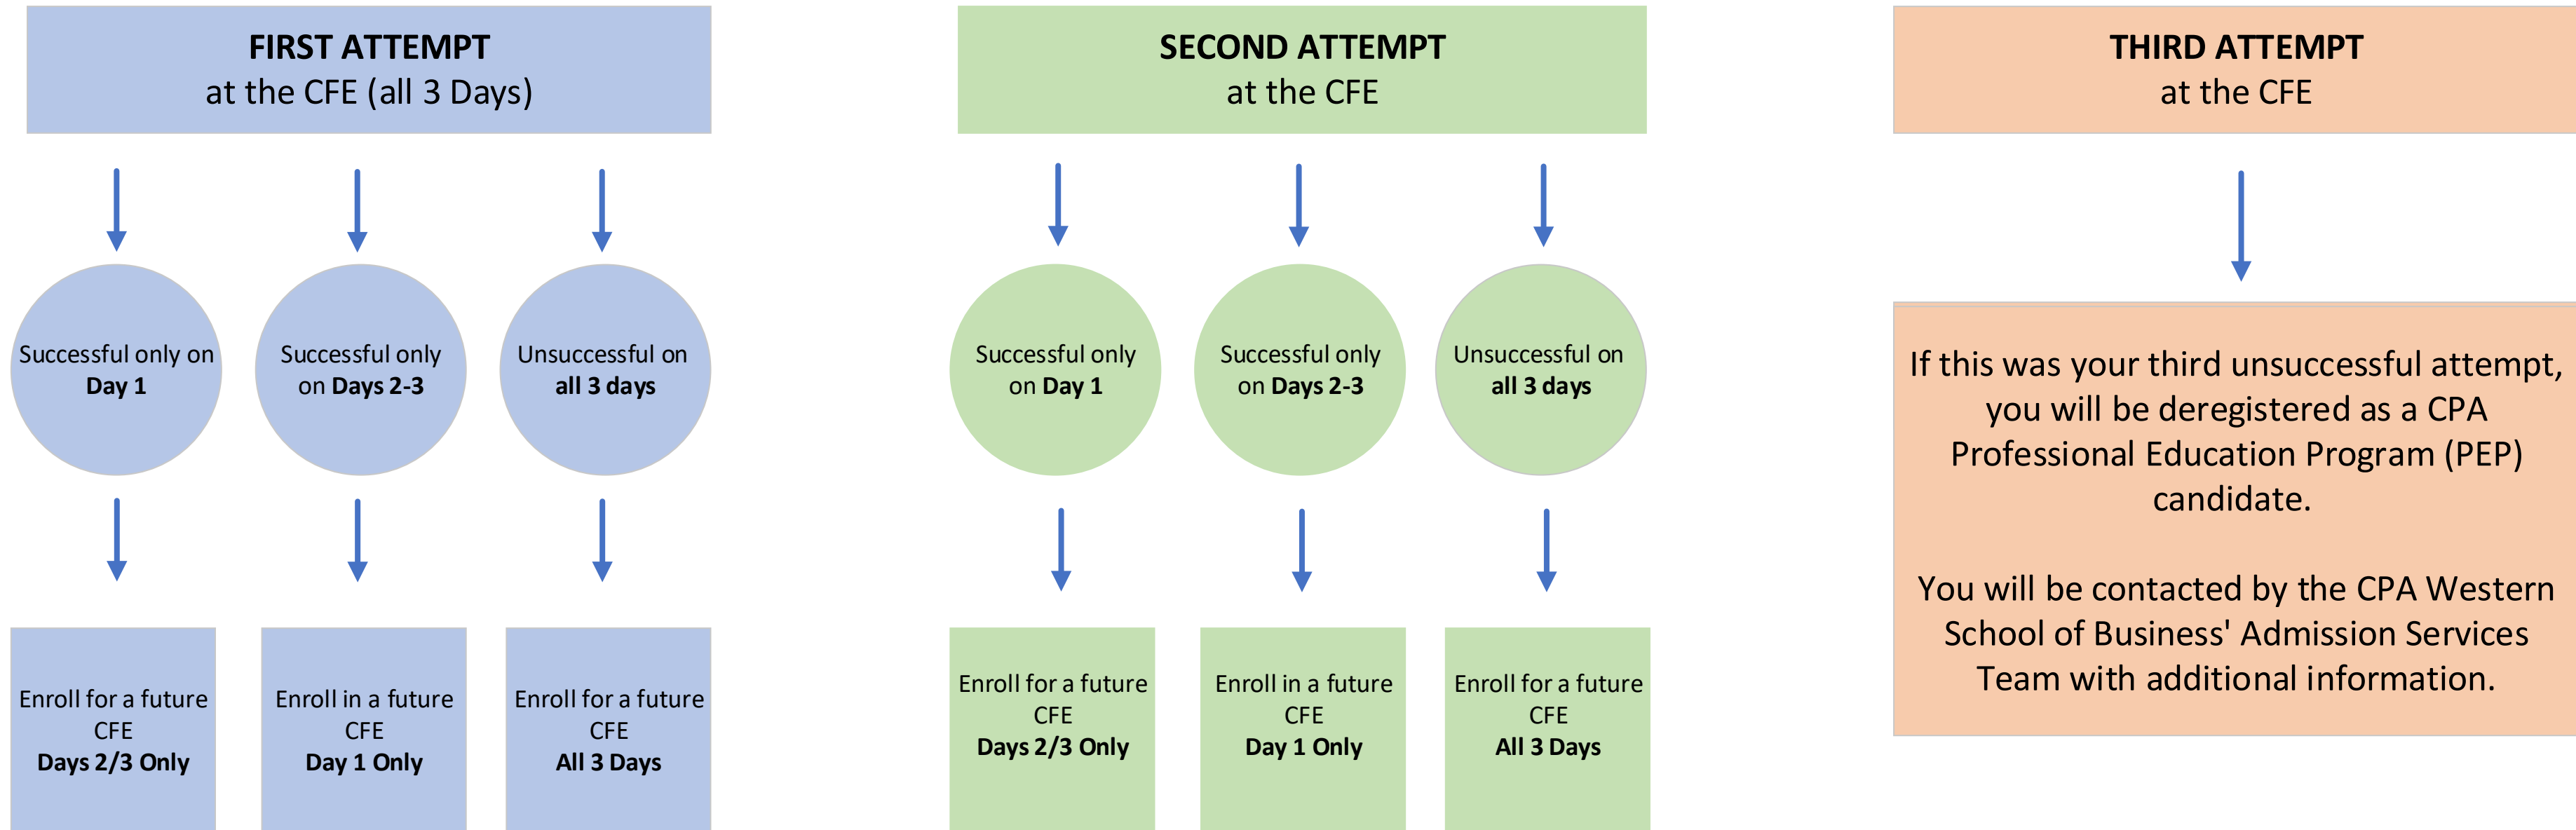 FIRST ATTEMPT
at the CFE (all 3 Days)
Successful only on
Day 1
Successful only
on Days 2-3
Unsuccessful on
all 3 days
Enroll for a future
CFE
Days 2/3 Only
Enroll in a future
CFE
Day 1 Only
Enroll for a future
CFE
All 3 Days
SECOND ATTEMPT
at the CFE
Successful only
on Day 1
Successful only
on Days 2-3
Unsuccessful on
all 3 days
Enroll for a future
CFE
Days 2/3 Only
Enroll in a future
CFE
Day 1 Only
Enroll for a future
CFE
All 3 Days
THIRD ATTEMPT
at the CFE
If this was your third unsuccessful attempt,
you will be deregistered as a CPA
Professional Education Program (PEP)
candidate.
You will be contacted by the CPA Western
School of Business' Admission Services
Team with additional information.